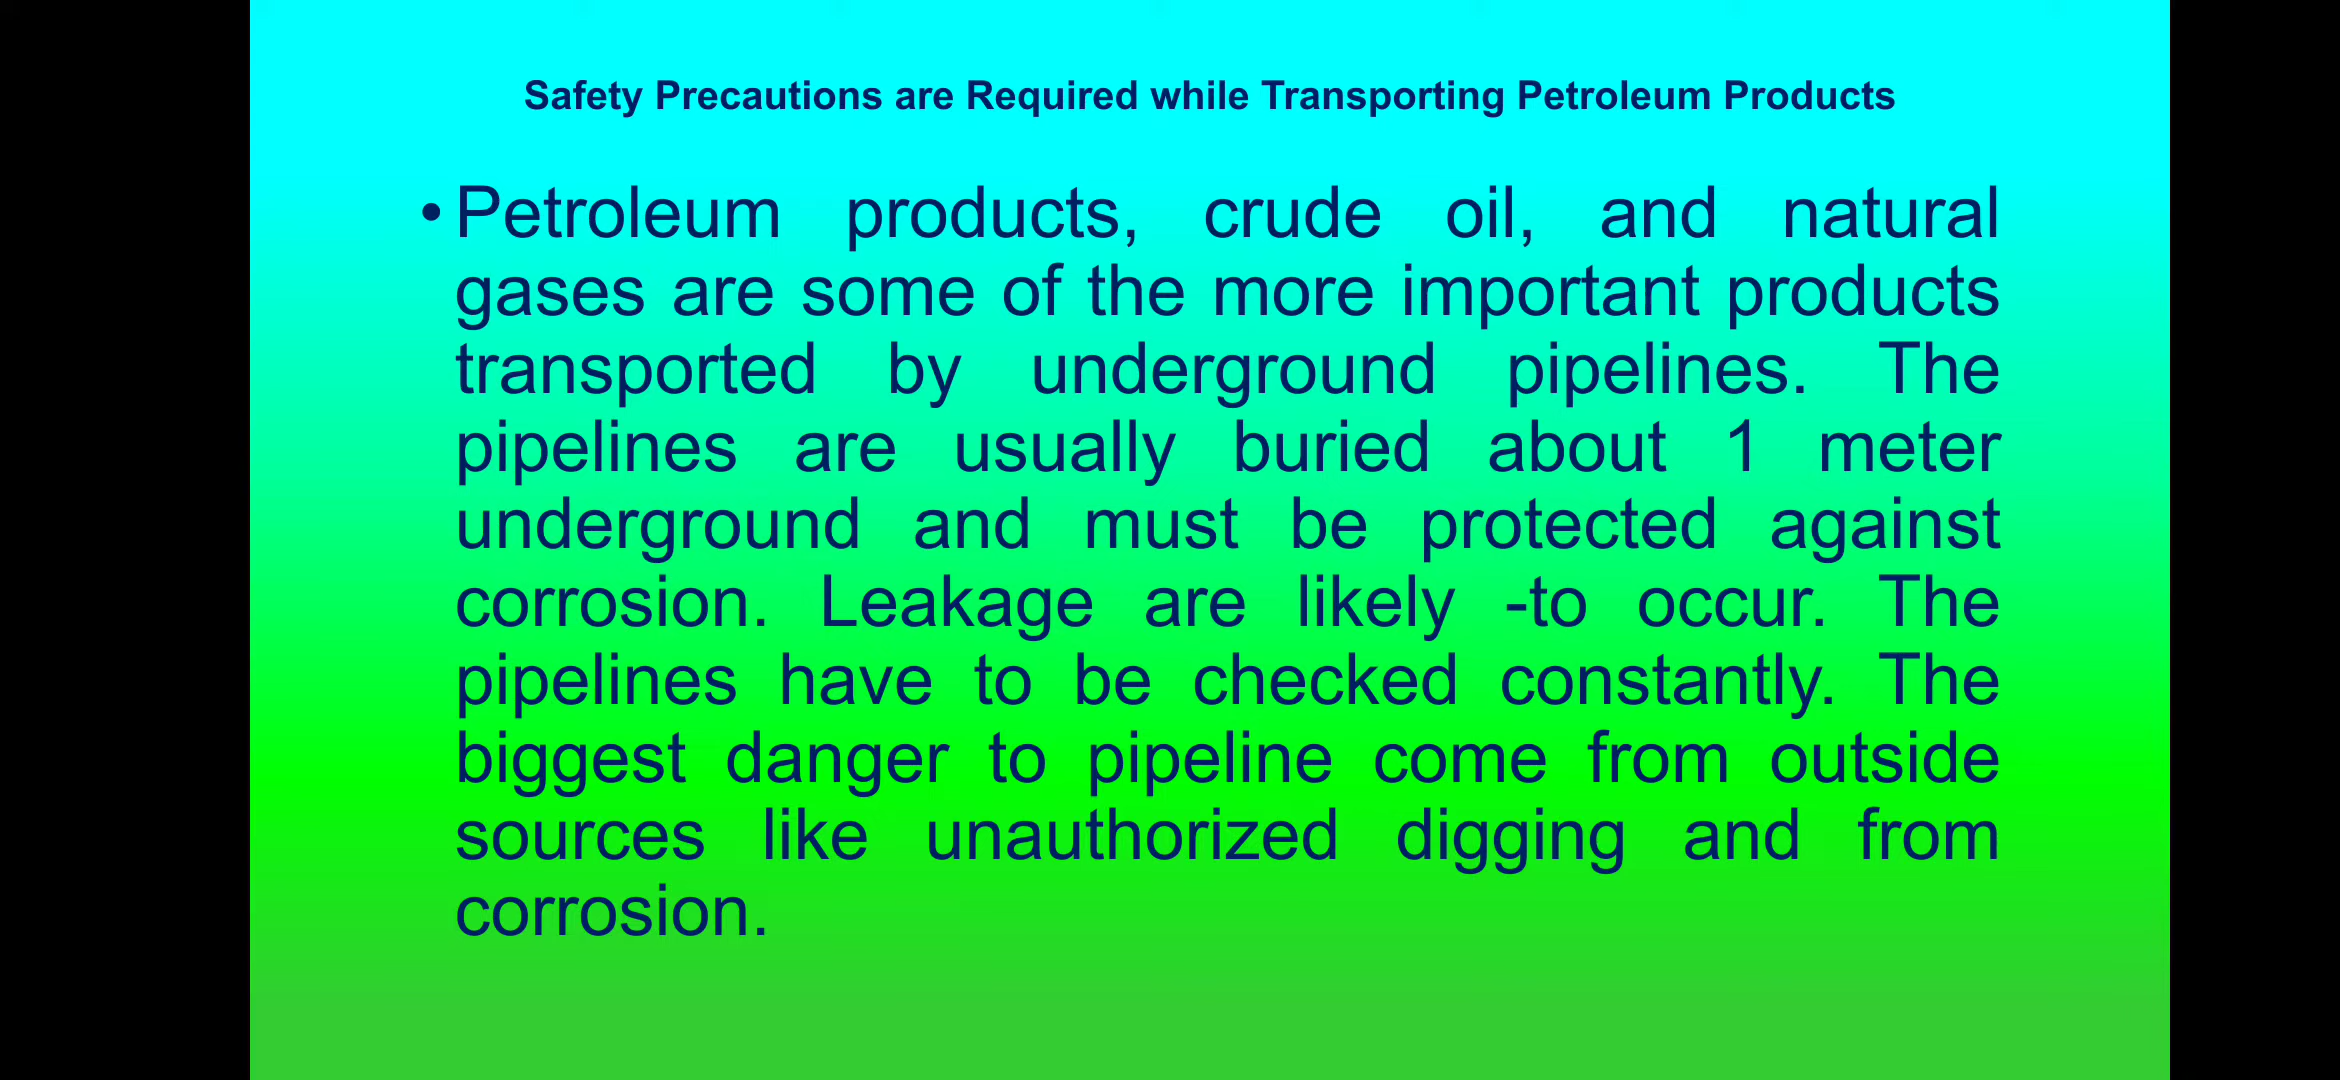 Safety Precautions are Required while Transporting Petroleum Products
• Petroleum products, crude oil, and natural
gases are some of the more important products
transported by underground pipelines. The
pipelines are usually buried about 1 meter
underground and must be protected against
corrosion. Leakage are likely -to occur. The
pipelines have to be checked constantly. The
biggest danger to pipeline come from outside
sources like unauthorized digging and from
corrosion.